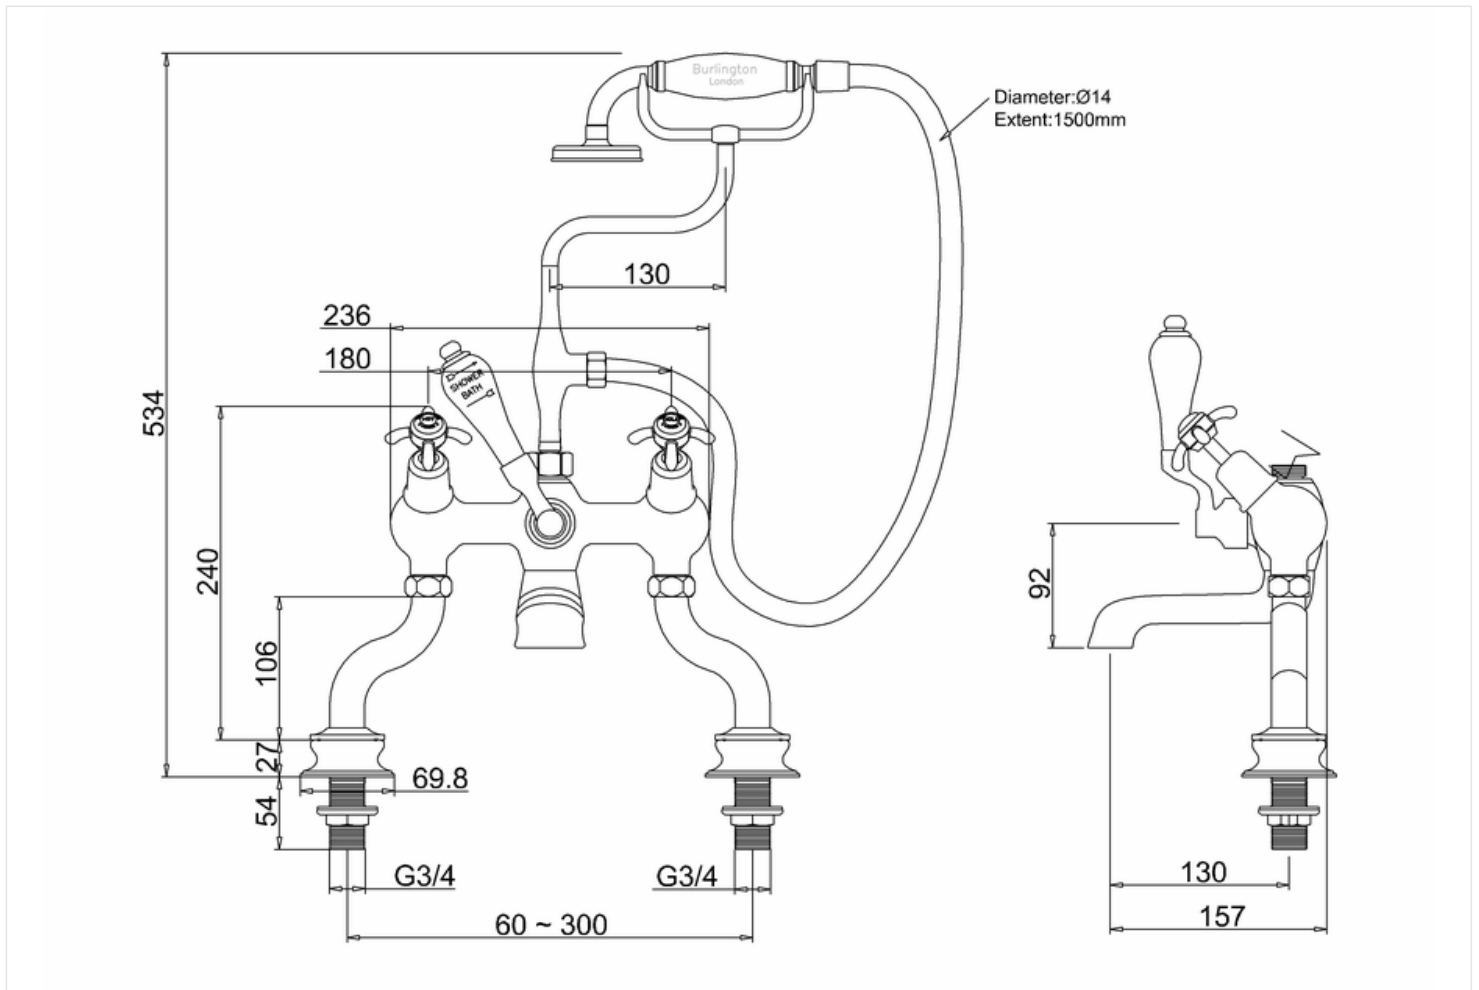 Burlington
London
Diameter:Ø14
Extent:1500mm
130
236
180
SHOWER
BATH
534
240
92
106
27
69.8
54
G3/4
G3/4
130
157
60 ~ 300